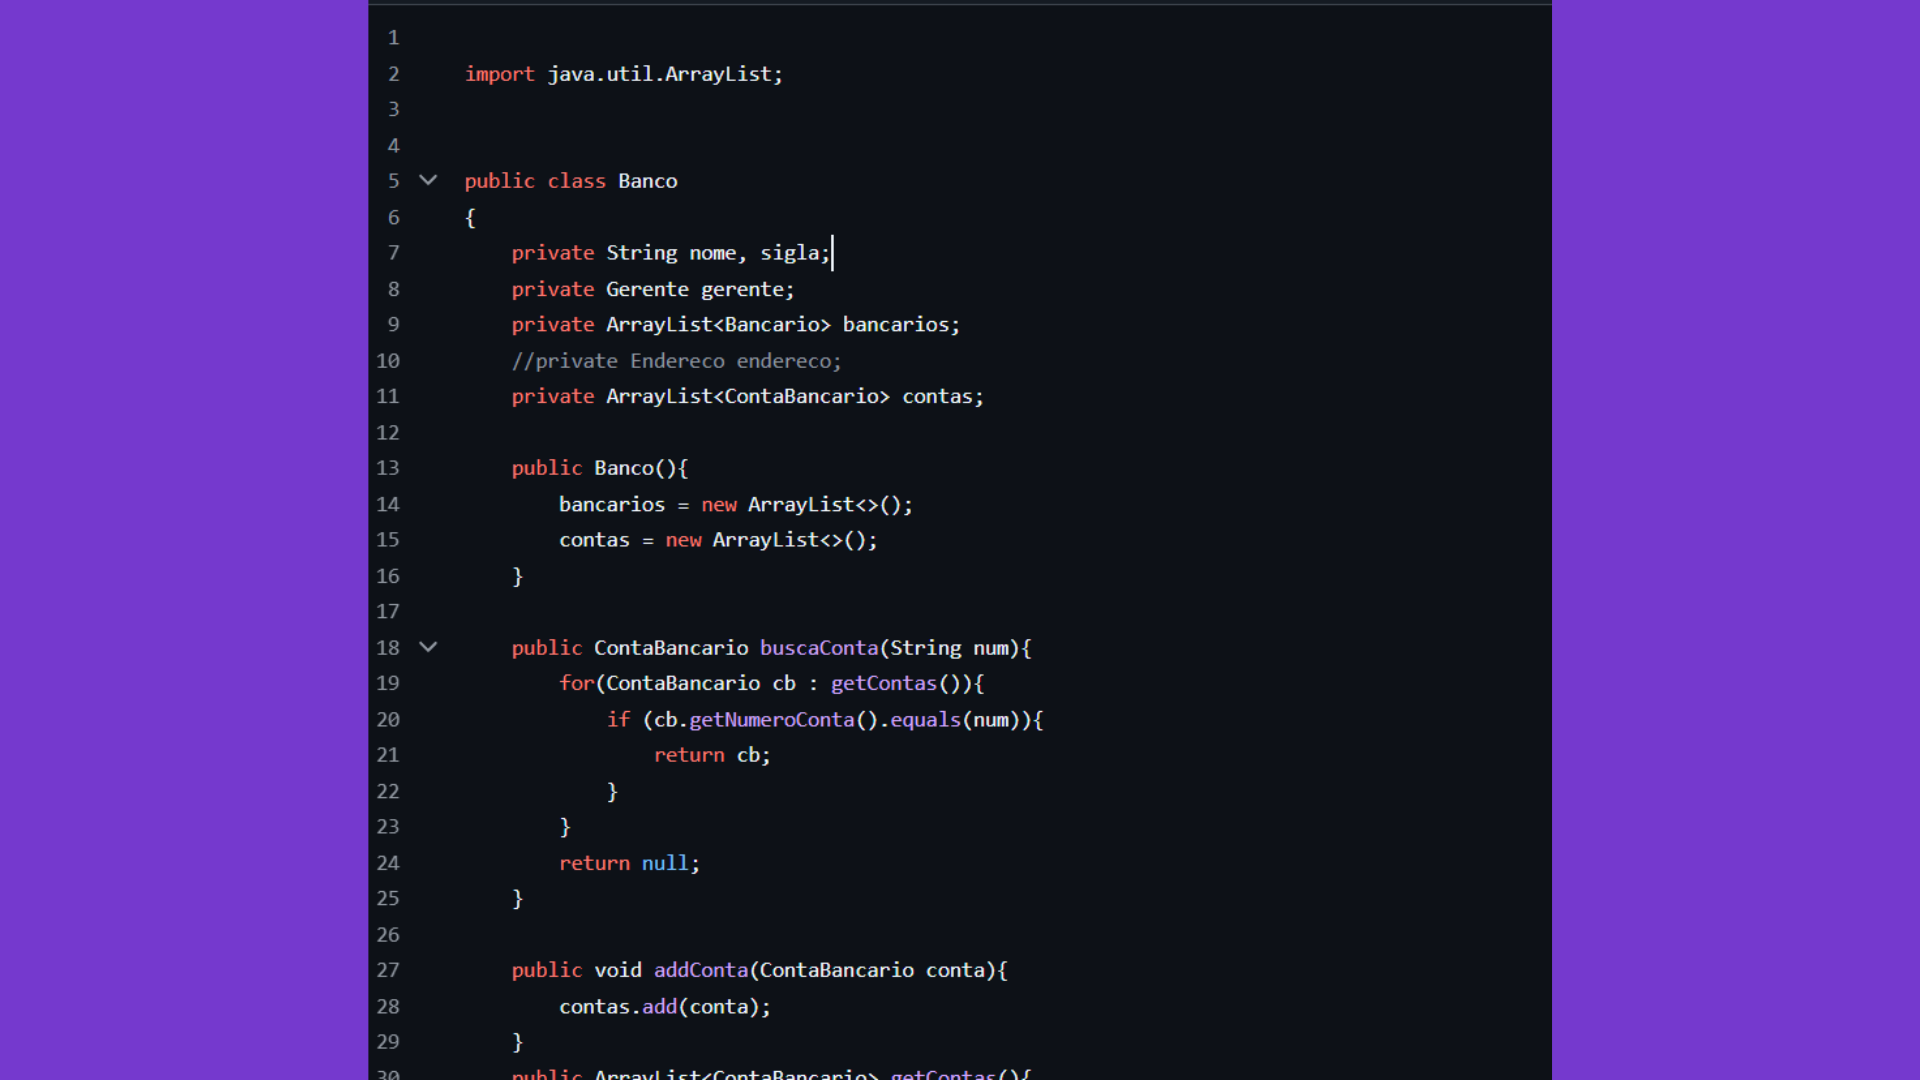 1
2 import java.util.ArrayList;
3
4
5 public class Banco
6 {
7 private String nome, sigla;
8 private Gerente gerente;
9 private ArrayList<Bancario> bancarios;
10 //private Endereco endereco;
11 private ArrayList<ContaBancario> contas;
12
13 public Banco(){
14 bancarios = new ArrayList<>();
15 contas = new ArrayList<>();
16 }
17
18 public ContaBancario buscaConta(String num){
19 for(ContaBancario cb : getContas()){
20 if (cb.getNumeroConta().equals(num)){
21 return cb;
22 }
23 }
24 return null;
25 }
26
27 public void addConta(ContaBancario conta){
28 contas.add(conta);
29 }
30 public ArrayList<ContaBancario> getContas(){